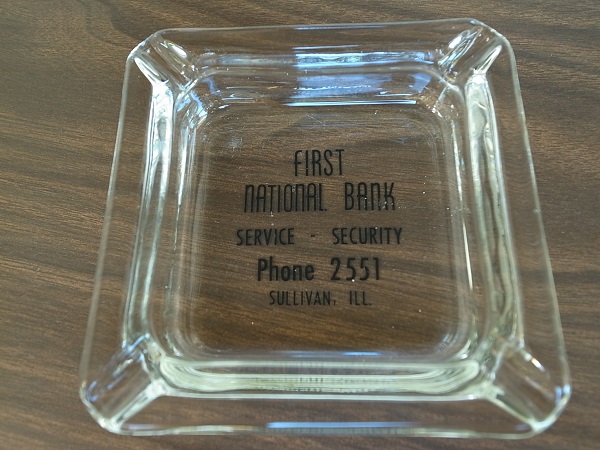 FIRST
NATIONAL BANK
SERVICE - SECURITY
Phone 2551
SULLIVAN, ILL.